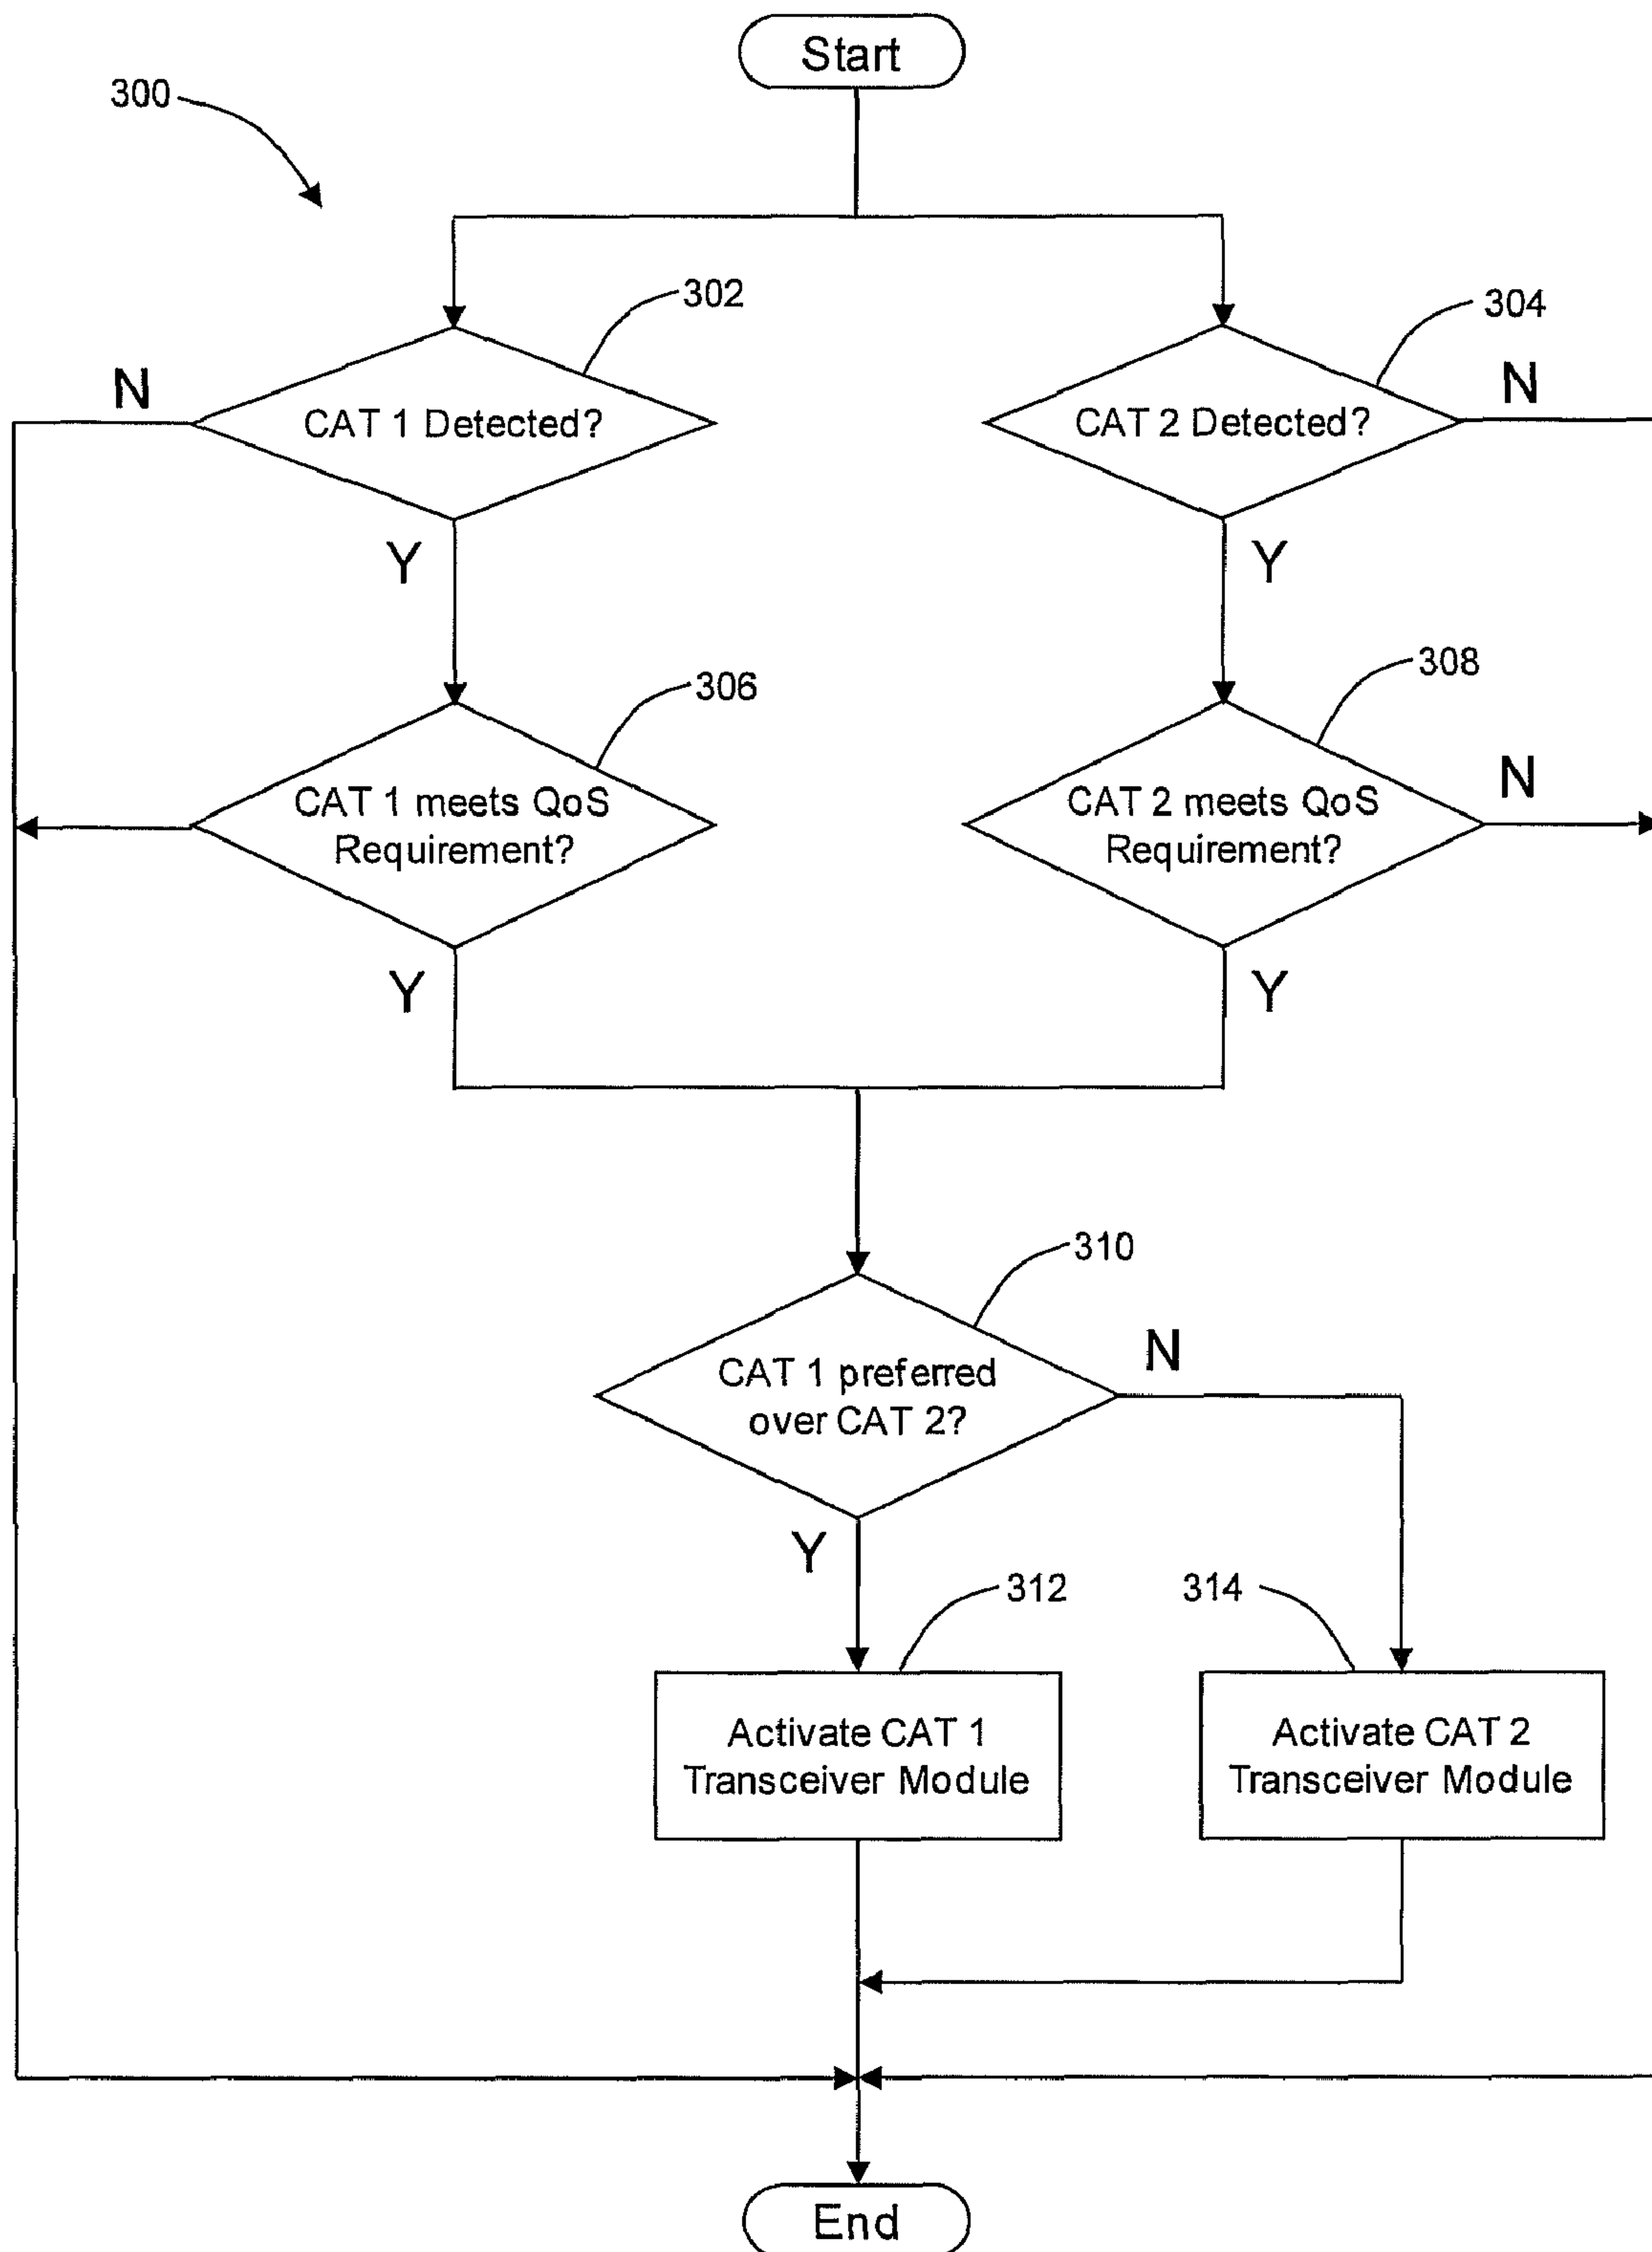 Start
300
302
304
N
CAT 1 Detected?
CAT 2 Detected?
N
Y
Y
306
308
CAT 1 meets QoS
Requirement?
CAT 2 meets QoS
Requirement?
N
Y
Y
310
CAT 1 preferred
over CAT 2?
N
Y
312
314
Activate CAT 1
Transceiver Module
Activate CAT 2
Transceiver Module
End